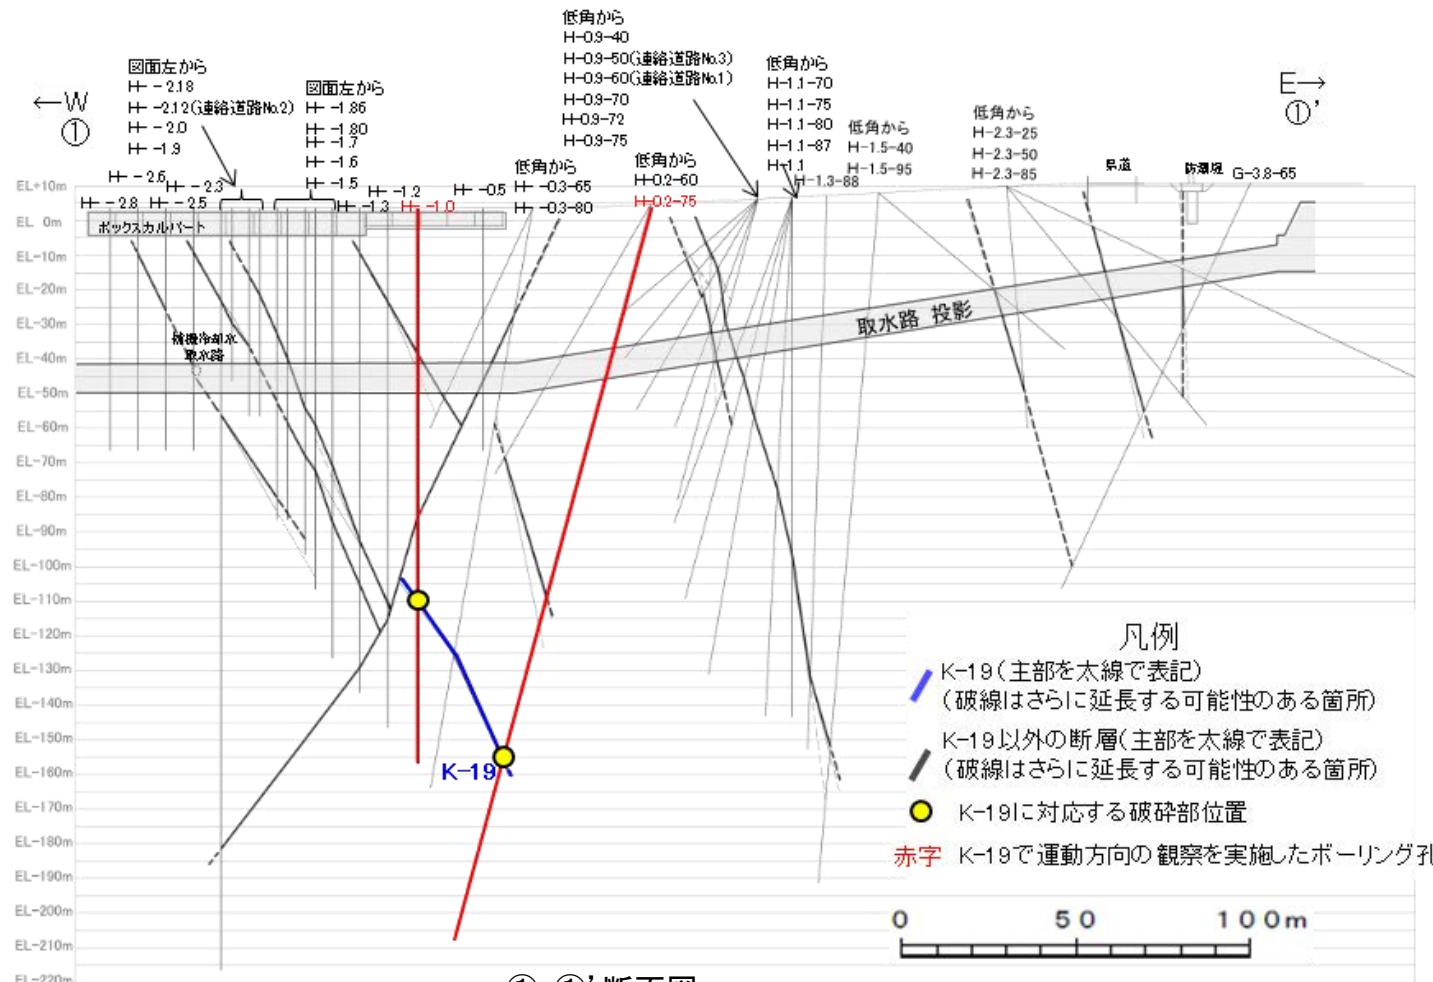 低角から
H-0.9-40
H-0.9-50(連絡道路No.3)
H-0.9-60(連絡道路No.1)
H-0.9-70
H-0.9-72
H-0.9-75
図面左から
H- -2.18
H- -2.12(連絡道路No.2)
H- -2.0
H- -1.9
図面左から
H- -1.86
H- -1.80
H- -1.7
H- -1.6
H- -1.5
低角から
H-1.1-70
H-1.1-75
H-1.1-80
H-1.1-87
H-1.1
低角から
H-1.5-40
H-1.5-95
低角から
H-2.3-25
H-2.3-50
H-2.3-85
←W
①
E→
①'
低角から
H- -0.3-65
H- -0.3-80
低角から
H-0.2-60
H-0.2-75
県道
防潮堤
G-3.8-65
H-1.3-88
H- -2.6
H- -2.3
H- -2.8
H- -2.5
H- -1.2
H- -0.5
H- -1.3
H- -1.0
ボックスカルバート
補機冷却水
取水路
取水路 投影
EL+10m
EL 0m
EL-10m
EL-20m
EL-30m
EL-40m
EL-50m
EL-60m
EL-70m
EL-80m
EL-90m
EL-100m
EL-110m
EL-120m
EL-130m
EL-140m
EL-150m
EL-160m
EL-170m
EL-180m
EL-190m
EL-200m
EL-210m
EL-220m
K-19
凡例
K-19(主部を太線で表記)
(破線はさらに延長する可能性のある箇所)
K-19以外の断層(主部を太線で表記)
(破線はさらに延長する可能性のある箇所)
K-19に対応する破砕部位置
赤字 K-19で運動方向の観察を実施したボーリング孔
0 50 100m
①-①'断面図